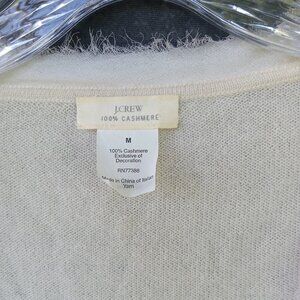 J.CREW
100% CASHMERE
M
100% Cashmere
Exclusive of
Decoration
RN77388
Made in China of Italian
Yarn